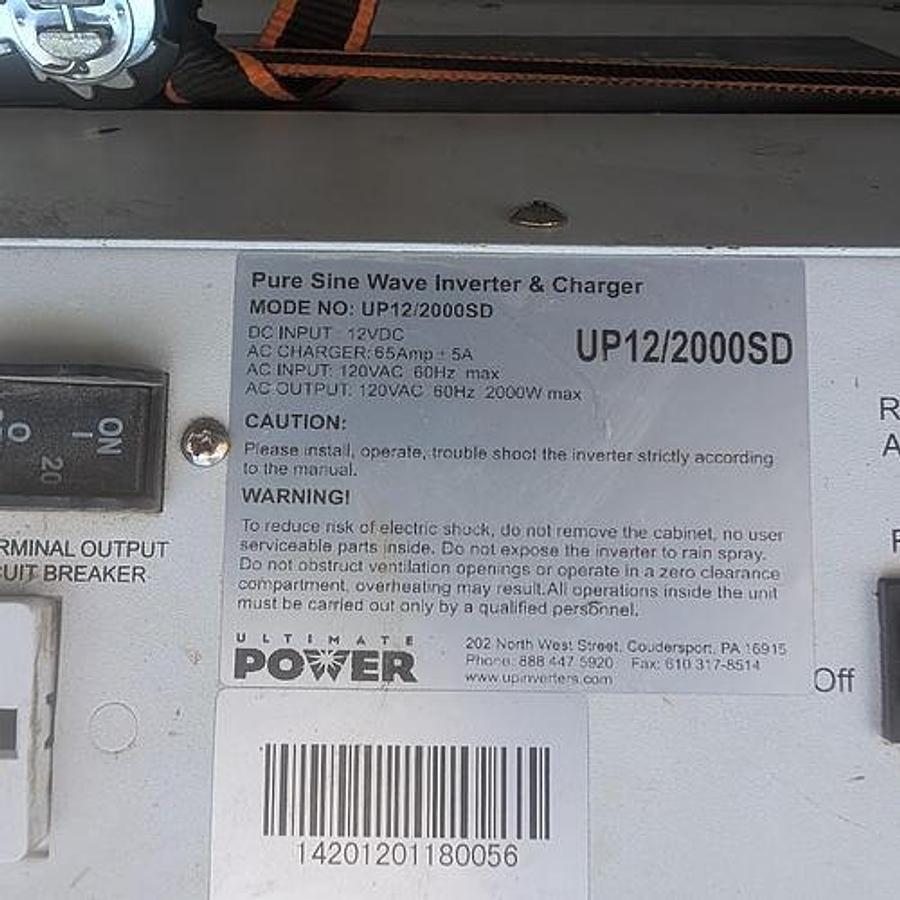 Pure Sine Wave Inverter & Charger
MODE NO: UP12/2000SD
DC INPUT : 12VDC
UP12/2000SD
AC CHARGER: 65Amp ± 5A
AC INPUT: 120VAC 60Hz max
AC OUTPUT: 120VAC 60Hz 2000W max
CAUTION:
Please install, operate, trouble shoot the inverter strictly according
to the manual.
WARNING!
To reduce risk of electric shock, do not remove the cabinet, no user
serviceable parts inside. Do not expose the inverter to rain spray.
Do not obstruct ventilation openings or operate in a zero clearance
compartment, overheating may result.All operations inside the unit
must be carried out only by a qualified personnel.
ULTIMATE
POWER
202 North West Street, Coudersport, PA 16915
Phone: 888 447 5920 Fax: 610 317-8514
www.upinverters.com
14201201180056
ON
I
20
O
RMINAL OUTPUT
CUIT BREAKER
R
A
F
Off